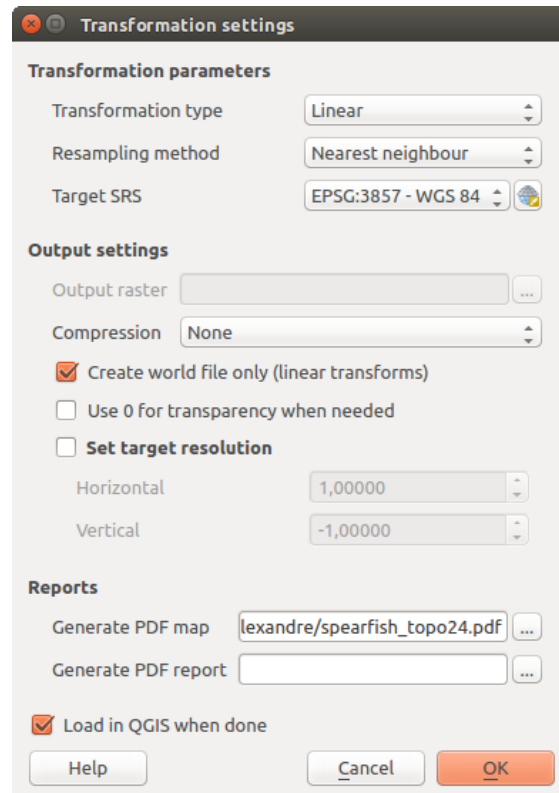 Transformation settings
Transformation parameters
Transformation type Linear
Resampling method Nearest neighbour
Target SRS EPSG:3857 - WGS 84
Output settings
Output raster ...
Compression None
Create world file only (linear transforms)
Use 0 for transparency when needed
Set target resolution
Horizontal 1,00000
Vertical -1,00000
Reports
Generate PDF map lexandre/spearfish_topo24.pdf ...
Generate PDF report ...
Load in QGIS when done
Help Cancel OK